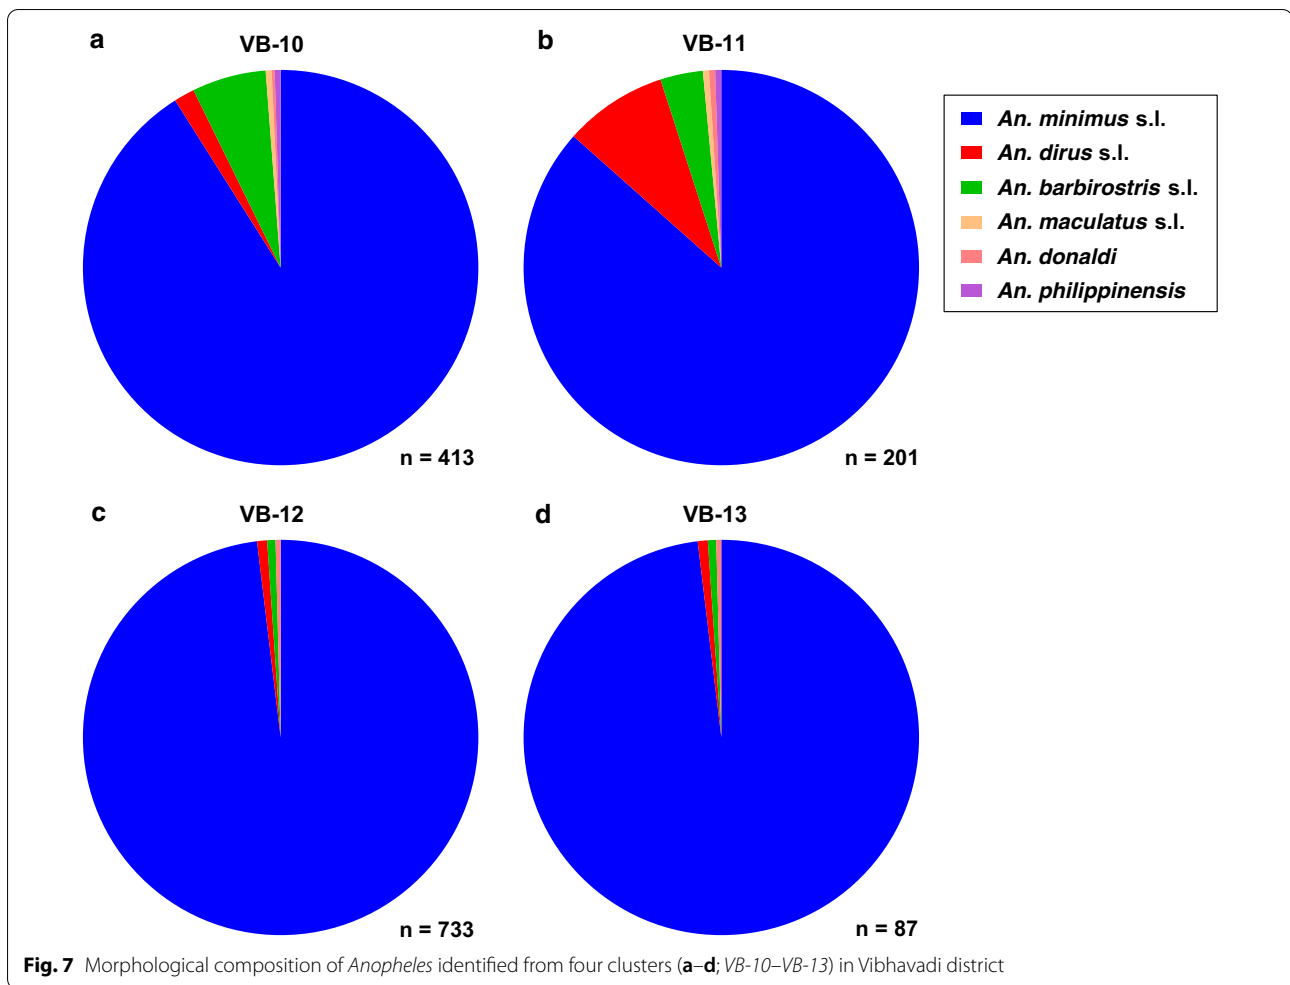 a
VB-10
b
VB-11
An. minimus s.l.
An. dirus s.l.
An. barbirostris s.l.
An. maculatus s.l.
An. donaldi
An. philippinensis
n = 413
n = 201
c
VB-12
d
VB-13
n = 733
n = 87
Fig. 7 Morphological composition of Anopheles identified from four clusters (a–d; VB-10–VB-13) in Vibhavadi district